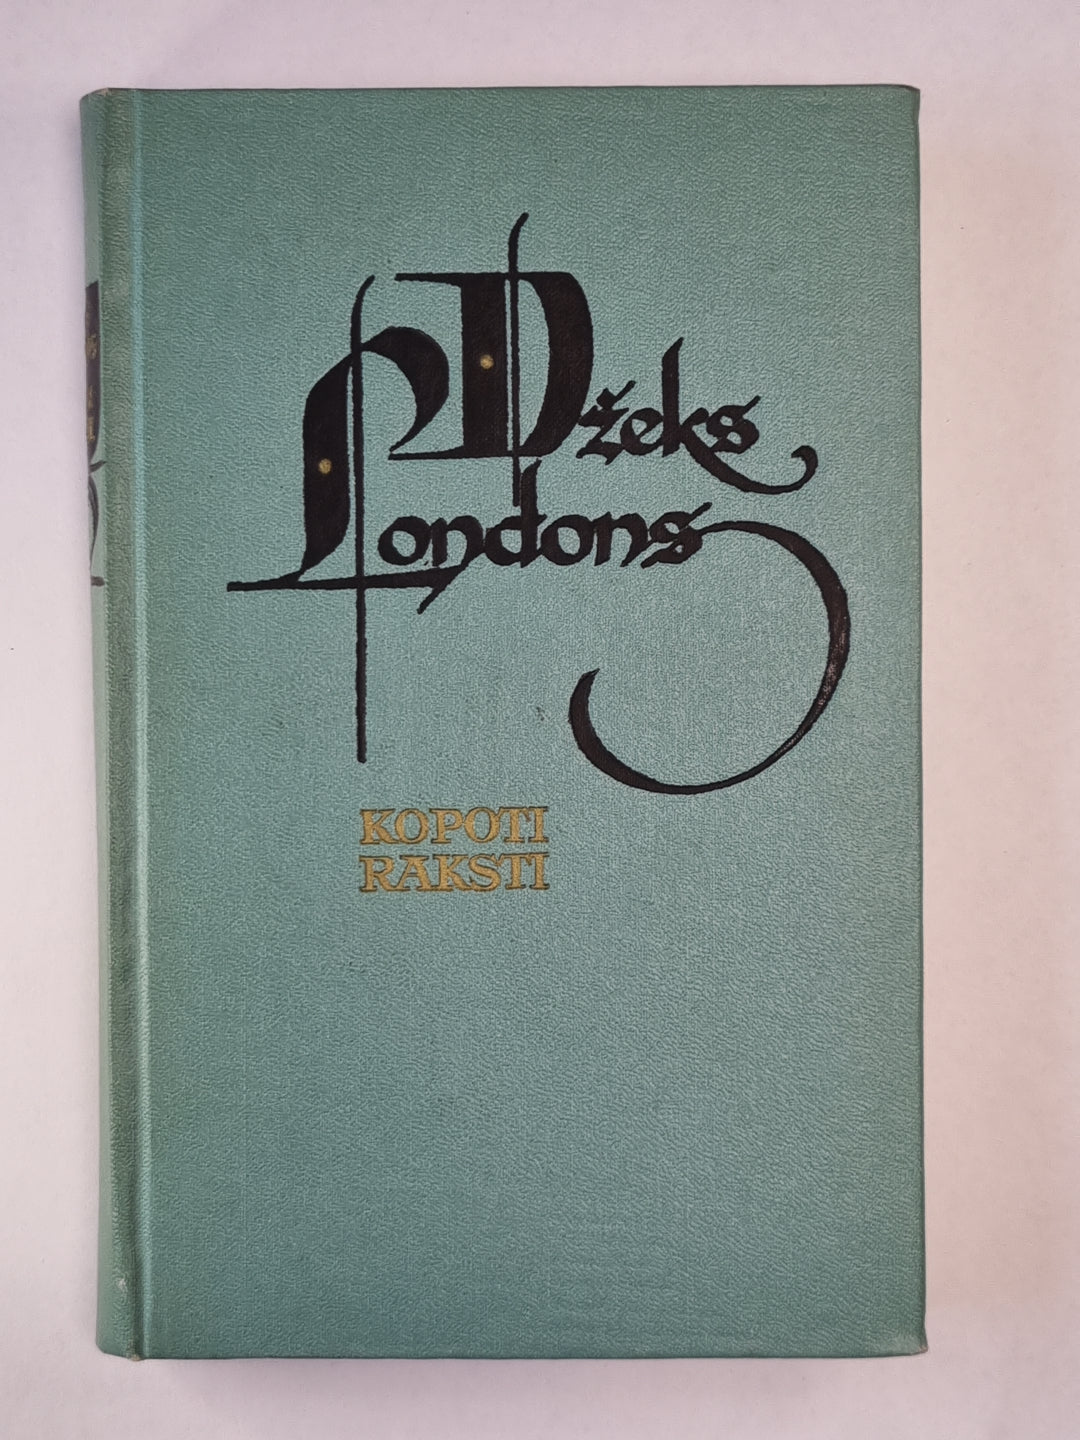 Džeks
Londons
KOPOTI
RAKSTI